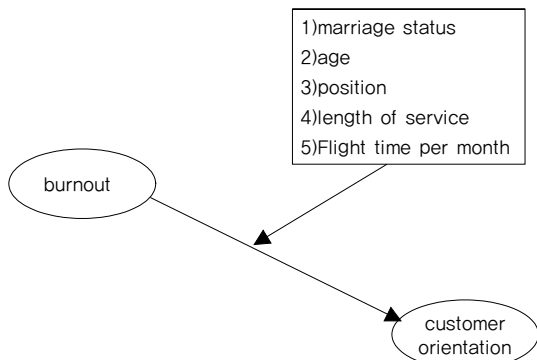 1)marriage status
2)age
3)position
4)length of service
5)Flight time per month
burnout
customer
orientation